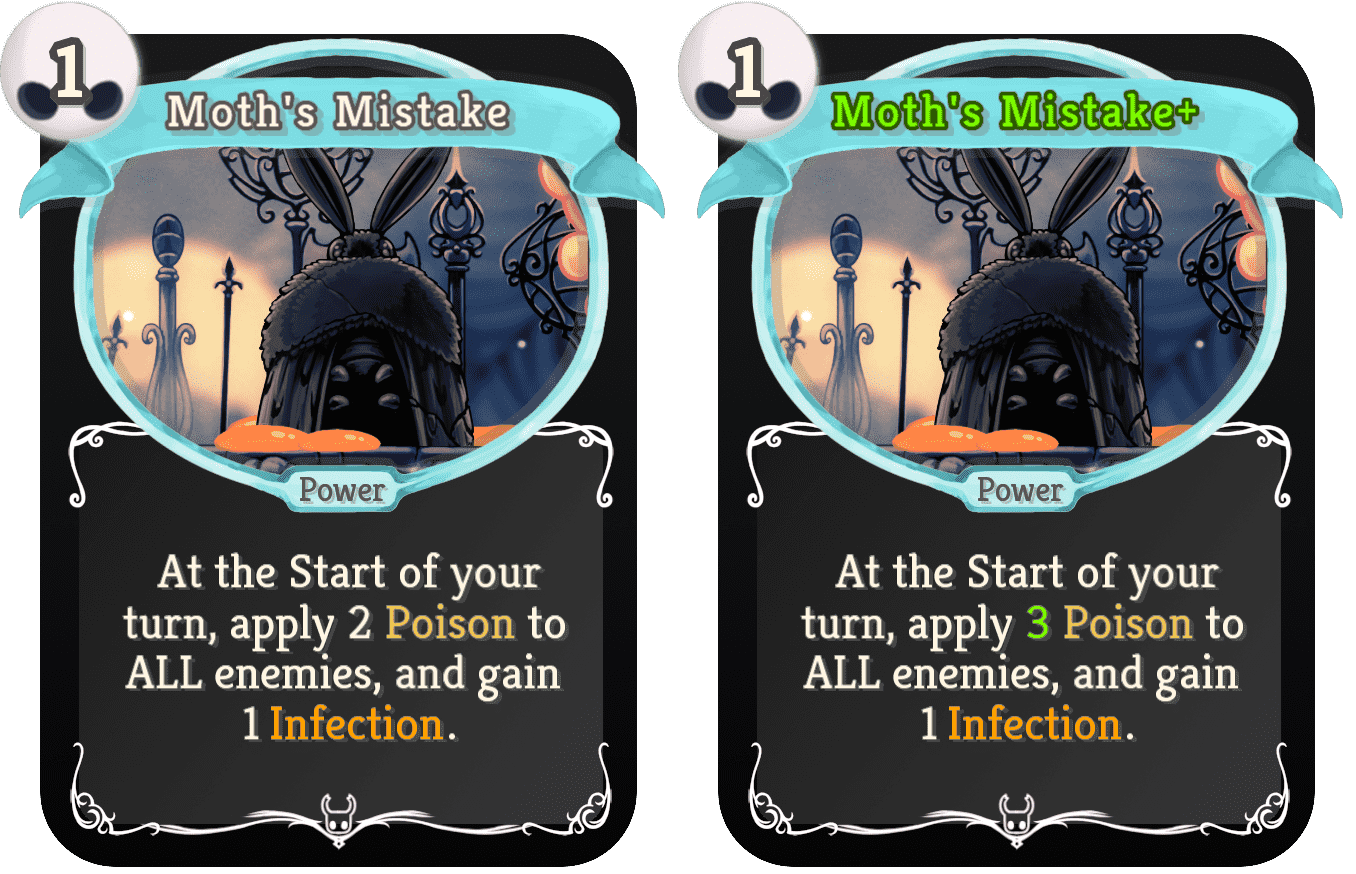 1
Moth's Mistake
Power
At the Start of your
turn, apply 2 Poison to
ALL enemies, and gain
1 Infection.
1
Moth's Mistake+
Power
At the Start of your
turn, apply 3 Poison to
ALL enemies, and gain
1 Infection.